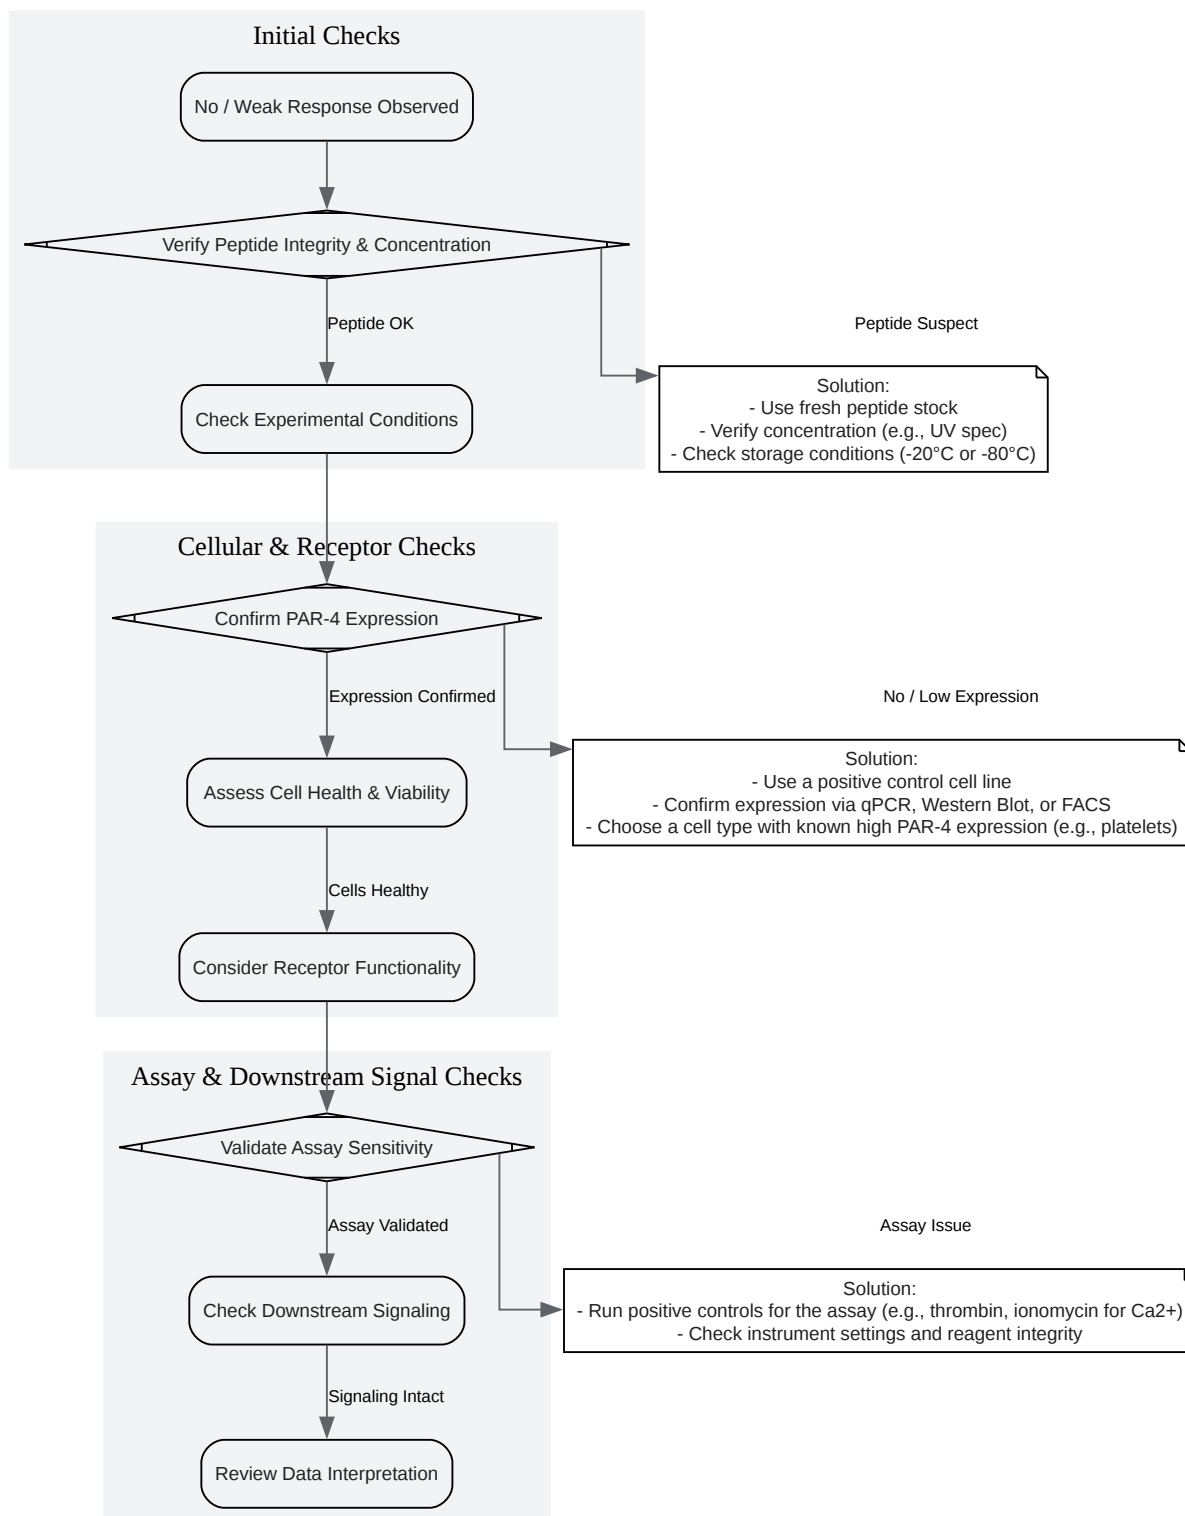 Initial Checks
No / Weak Response Observed
Verify Peptide Integrity & Concentration
Peptide OK
Peptide Suspect
Solution:
- Use fresh peptide stock
- Verify concentration (e.g., UV spec)
- Check storage conditions (-20°C or -80°C)
Check Experimental Conditions
Cellular & Receptor Checks
Confirm PAR-4 Expression
Expression Confirmed
No / Low Expression
Solution:
- Use a positive control cell line
- Confirm expression via qPCR, Western Blot, or FACS
- Choose a cell type with known high PAR-4 expression (e.g., platelets)
Assess Cell Health & Viability
Cells Healthy
Consider Receptor Functionality
Assay & Downstream Signal Checks
Validate Assay Sensitivity
Assay Validated
Assay Issue
Solution:
- Run positive controls for the assay (e.g., thrombin, ionomycin for Ca2+)
- Check instrument settings and reagent integrity
Check Downstream Signaling
Signaling Intact
Review Data Interpretation